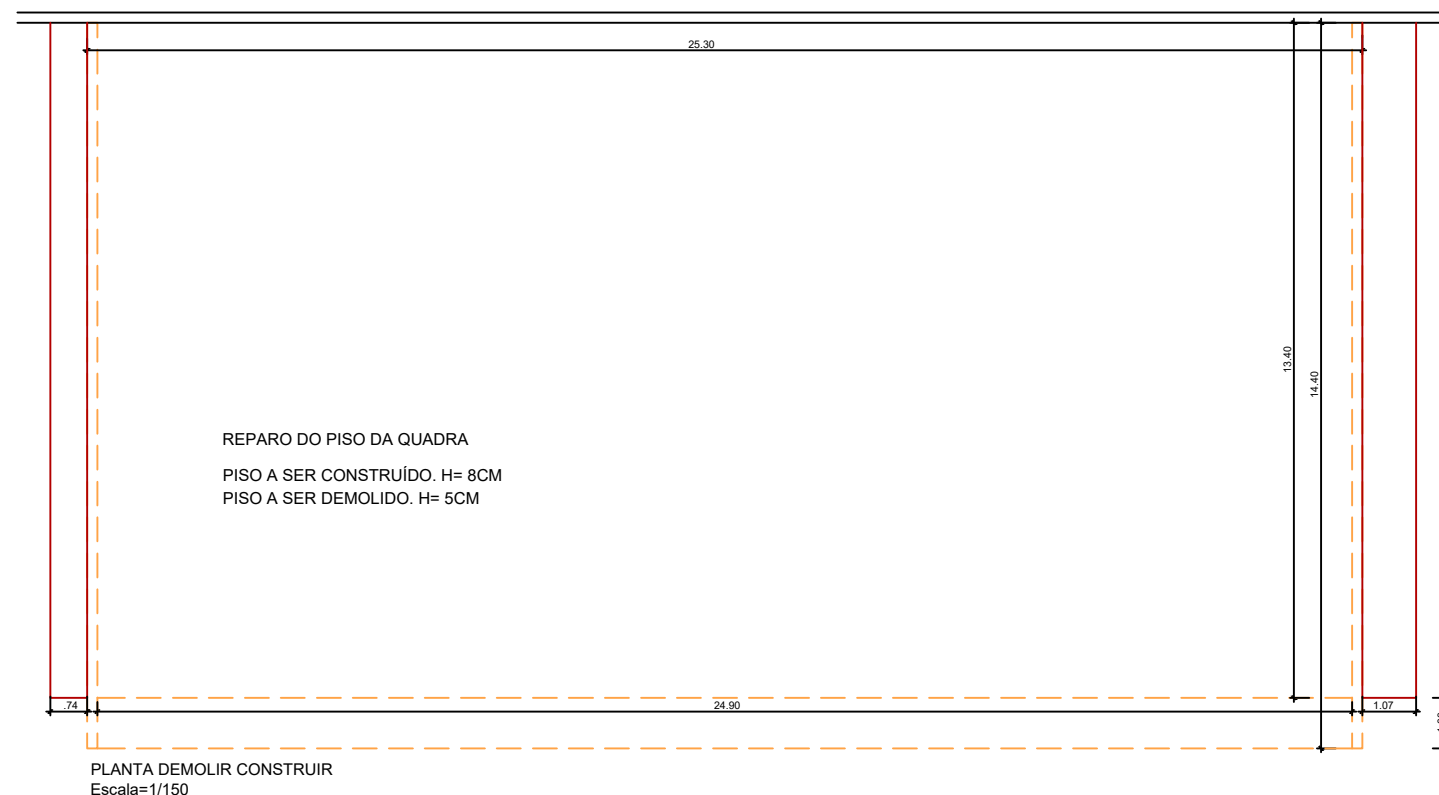 25.30
13.40
14.40
REPARO DO PISO DA QUADRA
PISO A SER CONSTRUÍDO. H= 8CM
PISO A SER DEMOLIDO. H= 5CM
.74
24.90
1.07
PLANTA DEMOLIR CONSTRUIR
Escala=1/150